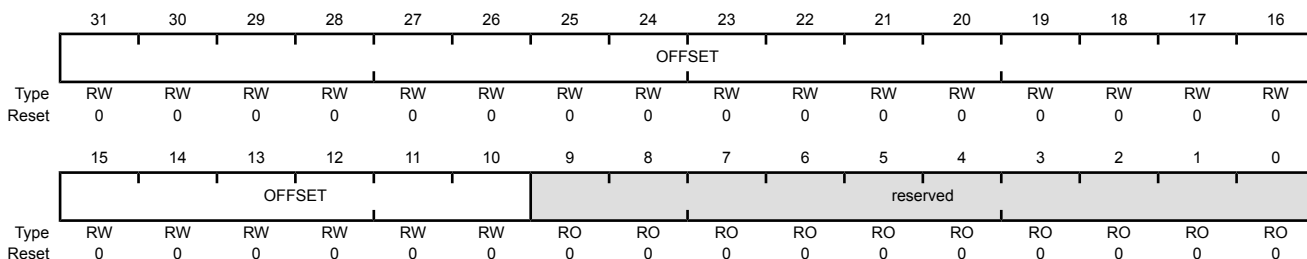 31 30 29 28 27 26 25 24 23 22 21 20 19 18 17 16
OFFSET
Type RW RW RW RW RW RW RW RW RW RW RW RW RW RW RW RW
Reset 0 0 0 0 0 0 0 0 0 0 0 0 0 0 0 0
15 14 13 12 11 10 9 8 7 6 5 4 3 2 1 0
OFFSET reserved
Type RW RW RW RW RW RW RO RO RO RO RO RO RO RO RO RO
Reset 0 0 0 0 0 0 0 0 0 0 0 0 0 0 0 0